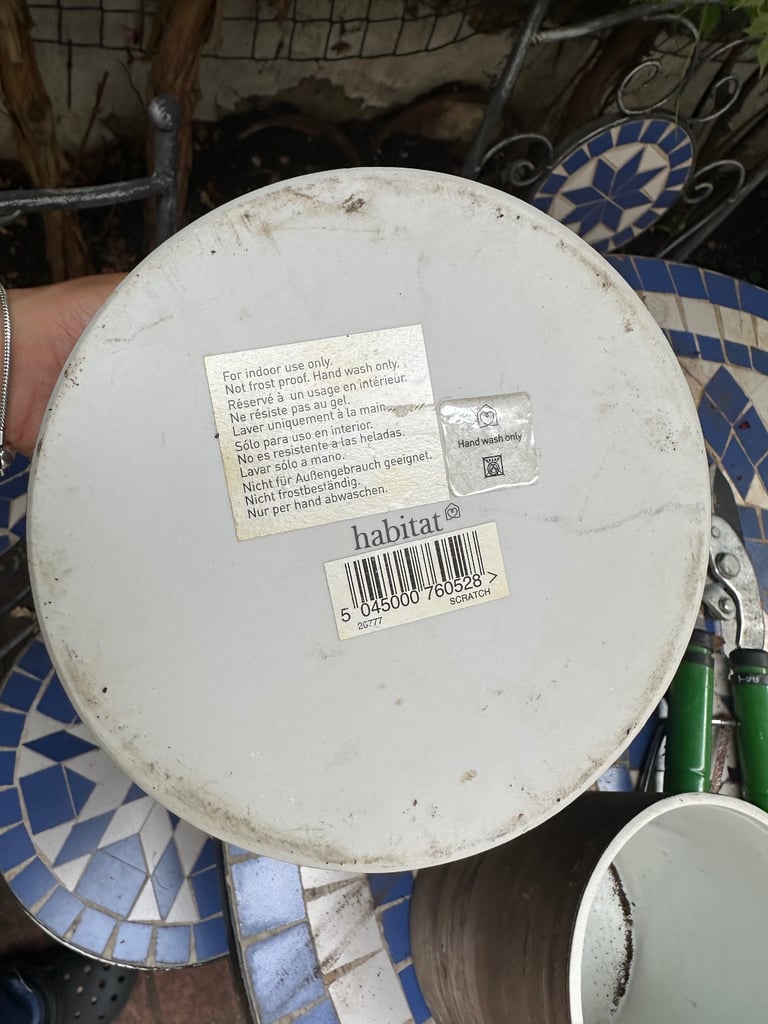 For indoor use only.
Not frost proof. Hand wash only.
Réservé à un usage en intérieur.
Ne résiste pas au gel.
Laver uniquement à la main.
Sólo para uso en interior.
No es resistente a las heladas.
Lavar sólo a mano.
Nicht für Außengebrauch geeignet.
Nicht frostbeständig.
Nur per hand abwaschen.
Hand wash only
habitat
5 045000 760528 >
SCRATCH